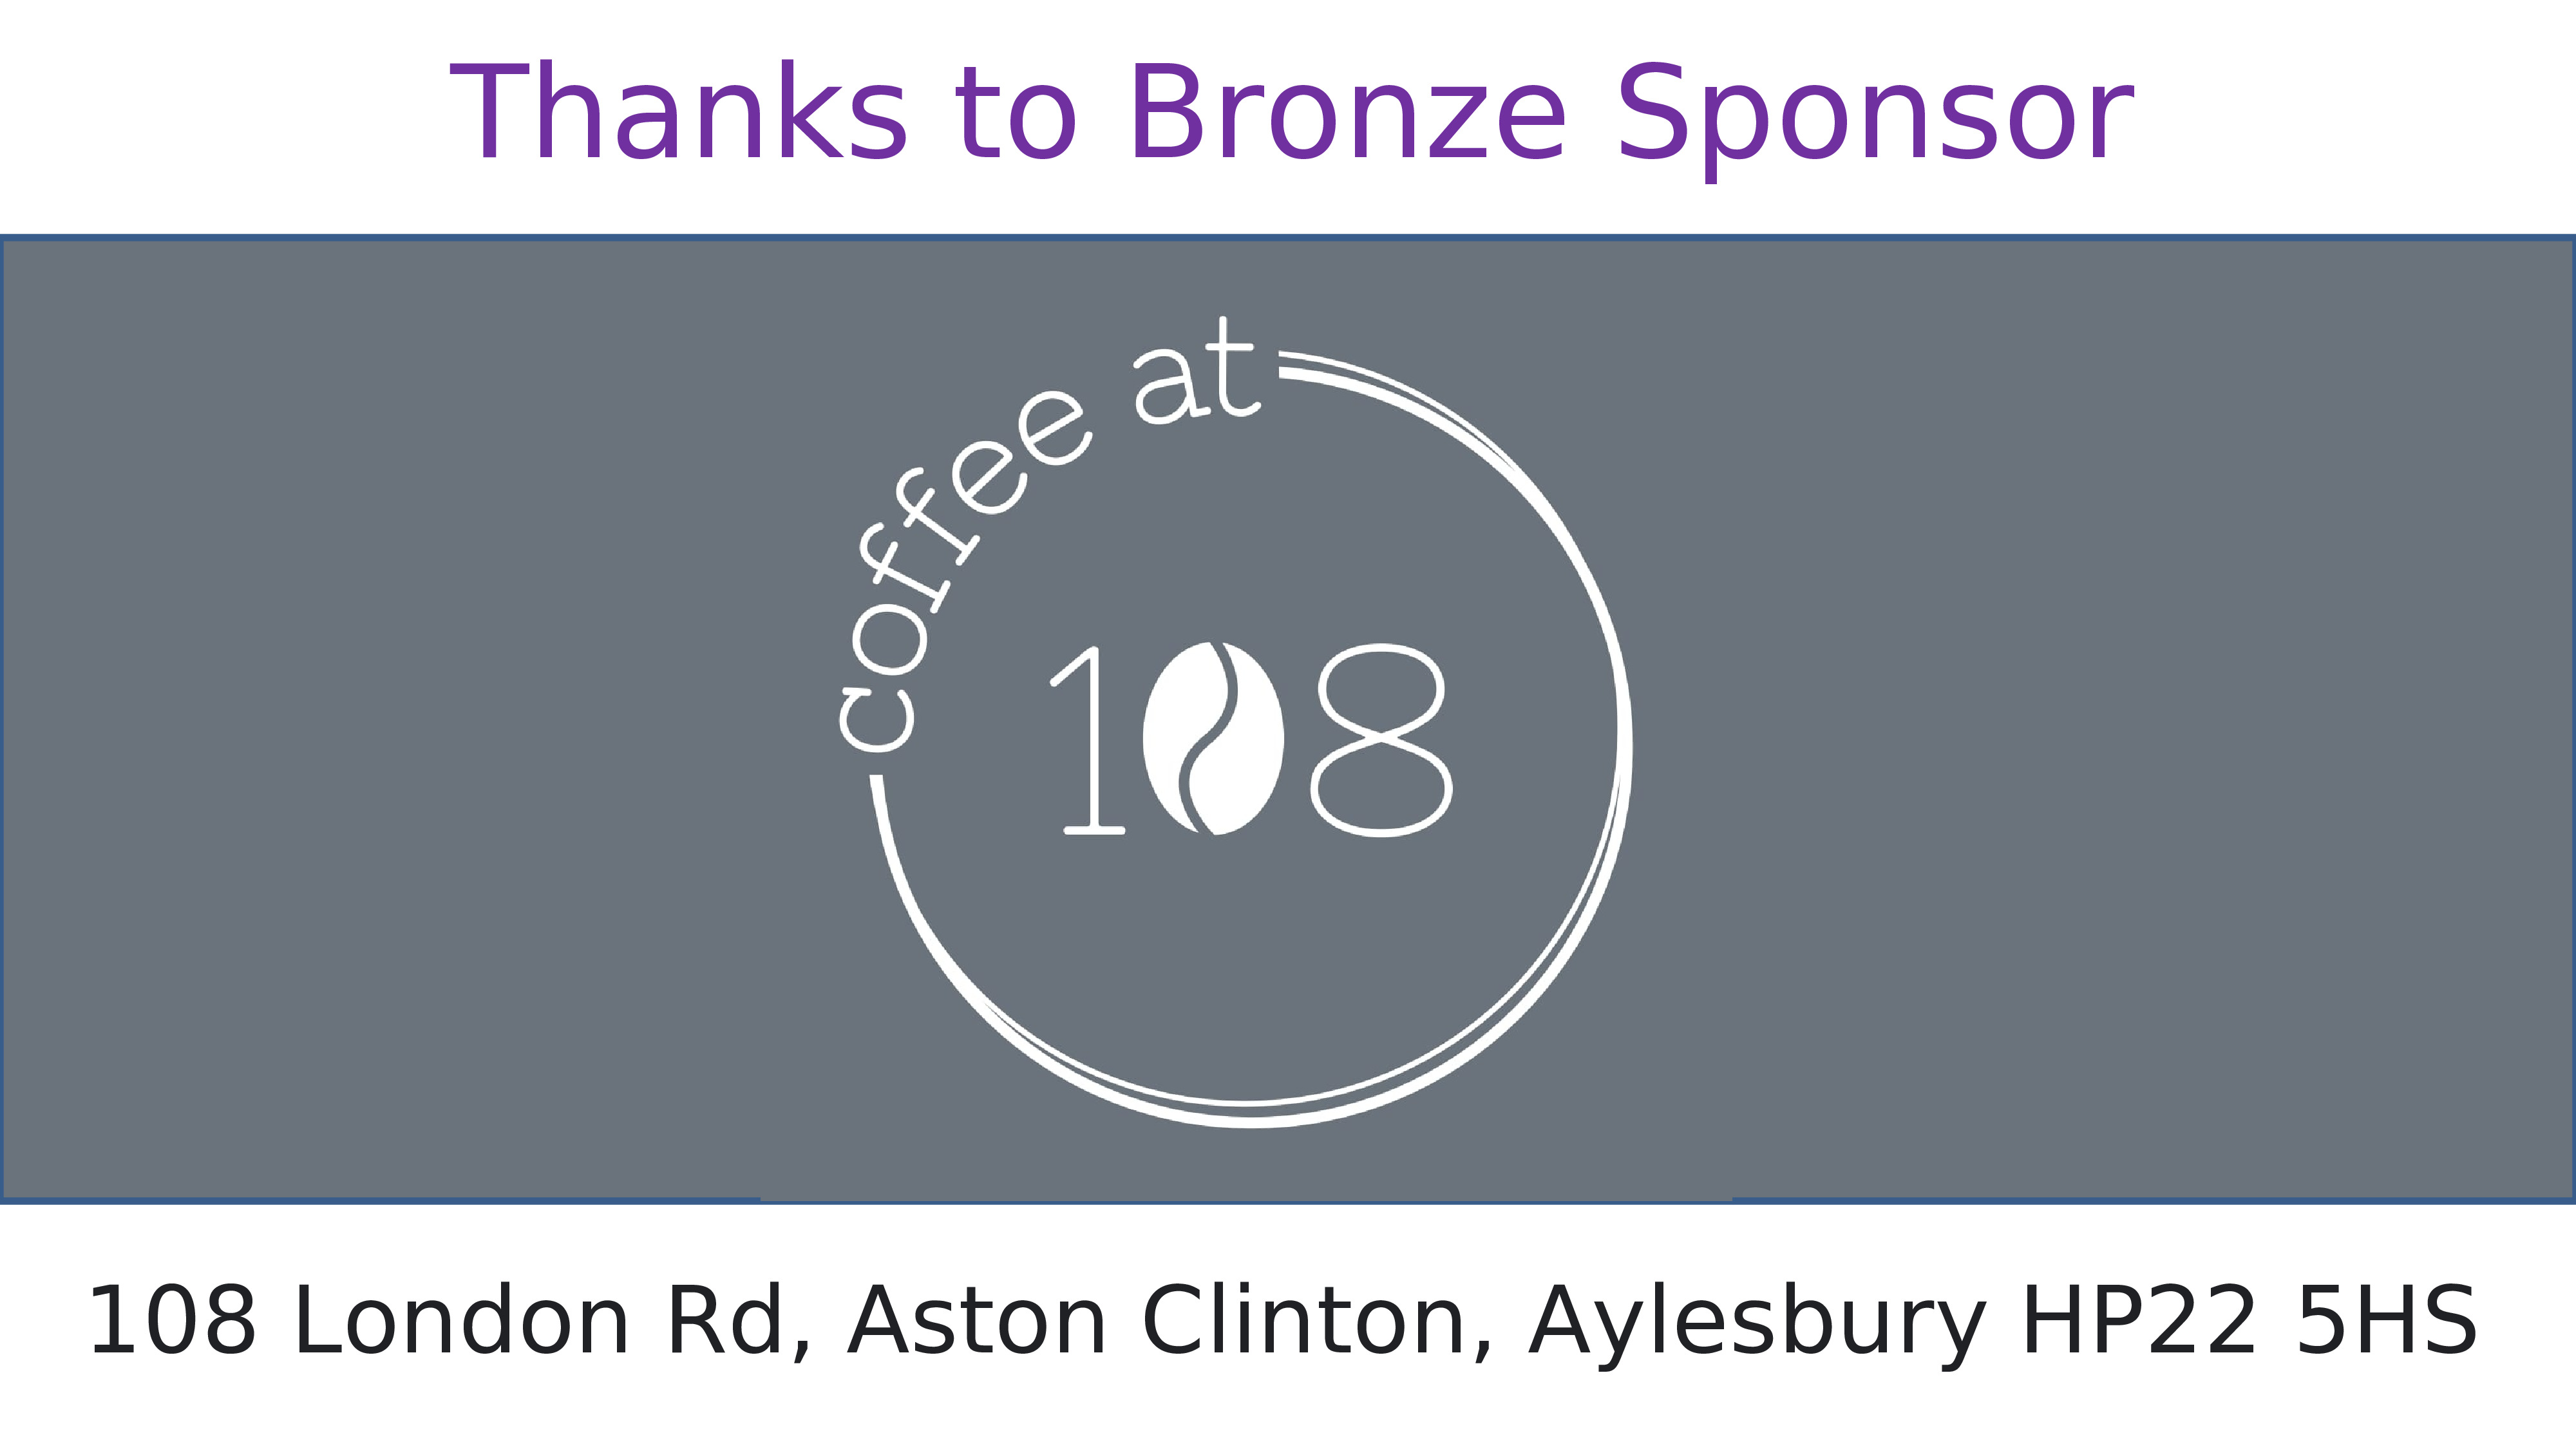 Thanks to Bronze Sponsor
coffee at
108
108 London Rd, Aston Clinton, Aylesbury HP22 5HS